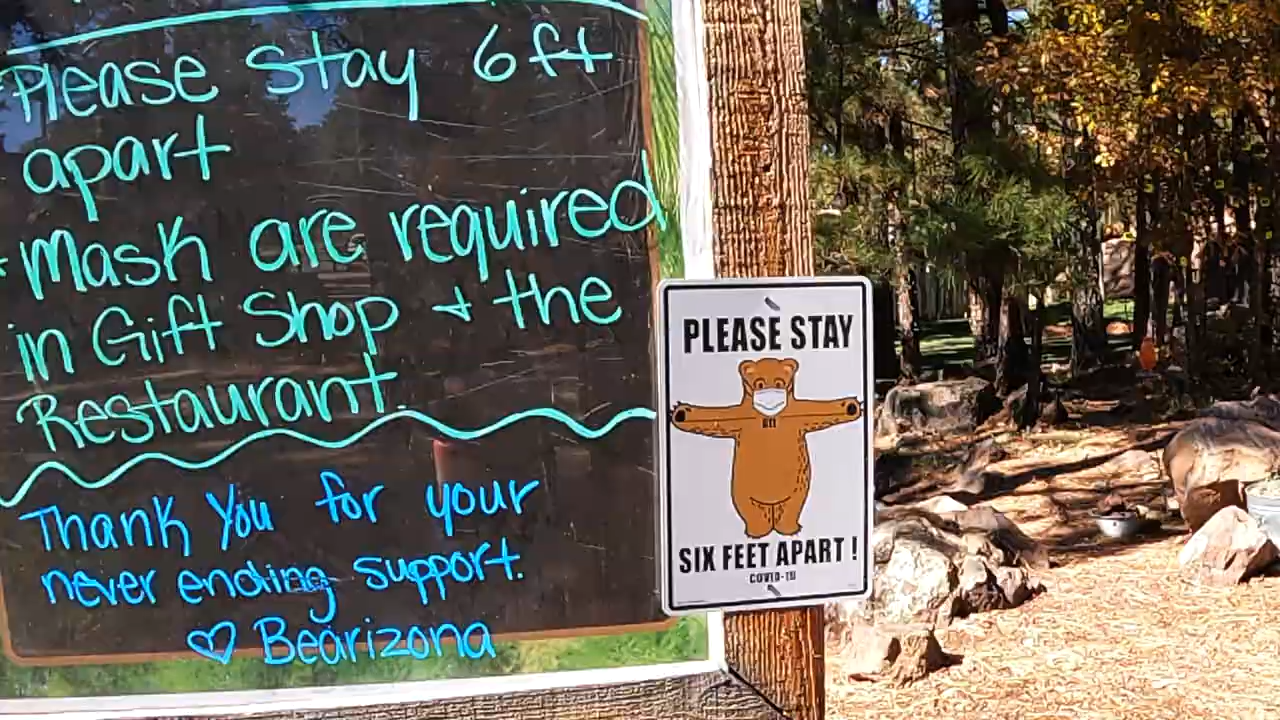 Please stay 6ft
apart
Mask are required
in Gift Shop + the
Restaurant.
Thank You for your
never ending support.
♡ Bearizona
PLEASE STAY
SIX FEET APART!
COVID-19